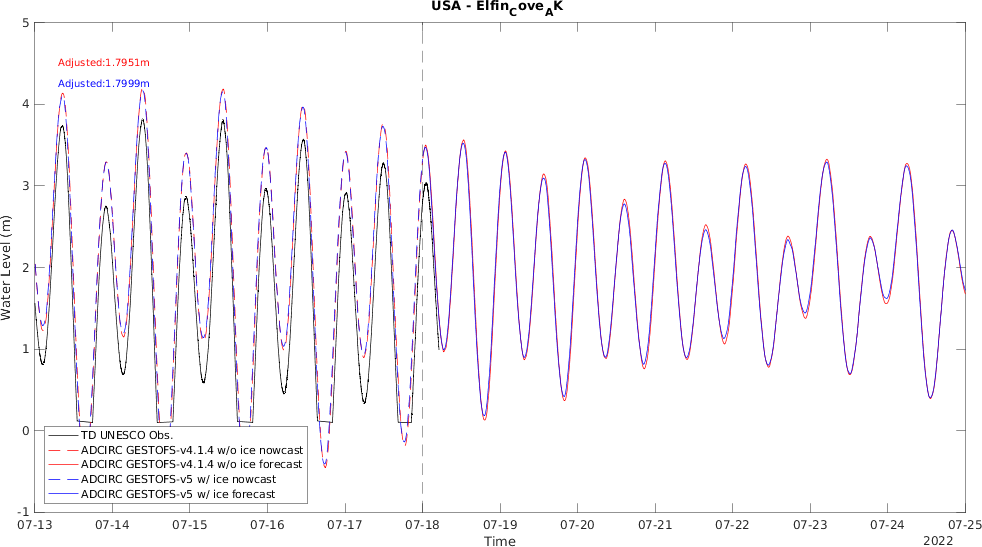 USA - ElfinCoveAK
5
4
3
2
1
0
-1
Water Level (m)
Adjusted:1.7951m
Adjusted:1.7999m
TD UNESCO Obs.
ADCIRC GESTOFS-v4.1.4 w/o ice nowcast
ADCIRC GESTOFS-v4.1.4 w/o ice forecast
ADCIRC GESTOFS-v5 w/ ice nowcast
ADCIRC GESTOFS-v5 w/ ice forecast
07-13 07-14 07-15 07-16 07-17 07-18 07-19 07-20 07-21 07-22 07-23 07-24 07-25
Time
2022